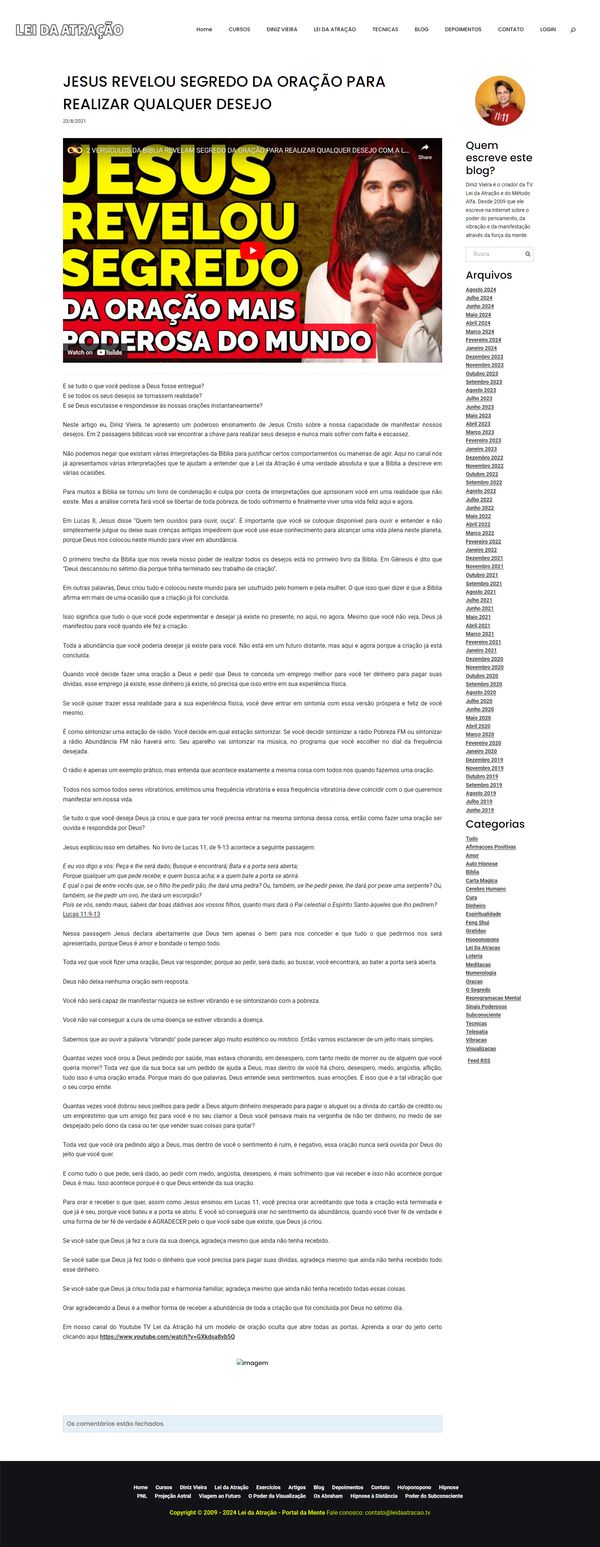 LEI DA ATRAÇÃO
Home CURSOS DINIZ VIEIRA LEI DA ATRAÇÃO TECNICAS BLOG DEPOIMENTOS CONTATO LOGIN
JESUS REVELOU SEGREDO DA ORAÇÃO PARA
REALIZAR QUALQUER DESEJO
23/8/2021
2 VERSÍCULOS DA BÍBLIA REVELAM SEGREDO DA ORAÇÃO PARA REALIZAR QUALQUER DESEJO COM A L...
Share
JESUS
REVELOU
SEGREDO
DA ORAÇÃO MAIS
PODEROSA DO MUNDO
Watch on YouTube
E se tudo o que você pedisse a Deus fosse entregue?
E se todos os seus desejos se tornassem realidade?
E se Deus escutasse e respondesse às nossas orações instantaneamente?
Neste artigo eu, Diniz Vieira, te apresento um poderoso ensinamento de Jesus Cristo sobre a nossa capacidade de manifestar nossos
desejos. Em 2 passagens bíblicas você vai encontrar a chave para realizar seus desejos e nunca mais sofrer com falta e escassez.
Não podemos negar que existam várias interpretações da Bíblia para justificar certos comportamentos ou maneiras de agir. Aqui no canal nós
já apresentamos várias interpretações que te ajudam a entender que a Lei da Atração é uma verdade absoluta e que a Bíblia a descreve em
várias ocasiões.
Para muitos a Bíblia se tornou um livro de condenação e culpa por conta de interpretações que aprisionam você em uma realidade que não
existe. Mas a análise correta fará você se libertar de toda pobreza, de todo sofrimento e finalmente viver uma vida feliz aqui e agora.
Em Lucas 8, Jesus disse "Quem tem ouvidos para ouvir, ouça". É importante que você se coloque disponível para ouvir e entender e não
simplesmente julgue ou deixe suas crenças antigas impedirem que você use esse conhecimento para alcançar uma vida plena neste planeta,
porque Deus nos colocou neste mundo para viver em abundância.
O primeiro trecho da Bíblia que nos revela nosso poder de realizar todos os desejos está no primeiro livro da Bíblia. Em Gênesis é dito que
"Deus descansou no sétimo dia porque tinha terminado seu trabalho de criação".
Em outras palavras, Deus criou tudo e colocou neste mundo para ser usufruído pelo homem e pela mulher. O que isso quer dizer é que a Bíblia
afirma em mais de uma ocasião que a criação já foi concluída.
Isso significa que tudo o que você pode experimentar e desejar já existe no presente, no aqui, no agora. Mesmo que você não veja, Deus já
manifestou para você quando ele fez a criação.
Toda a abundância que você poderia desejar já existe para você. Não está em um futuro distante, mas aqui e agora porque a criação já está
concluída.
Quando você decide fazer uma oração a Deus e pedir que Deus te conceda um emprego melhor para você ter dinheiro para pagar suas
dívidas, esse emprego já existe, esse dinheiro já existe, só precisa que isso entre em sua experiência física.
Se você quiser trazer essa realidade para a sua experiência física, você deve entrar em sintonia com essa versão próspera e feliz de você
mesmo.
É como sintonizar uma estação de rádio. Você decide em qual estação sintonizar. Se você decidir sintonizar a rádio Pobreza FM ou sintonizar
a rádio Abundância FM não haverá erro. Seu aparelho vai sintonizar na música, no programa que você escolher no dial da frequência
desejada.
O rádio é apenas um exemplo prático, mas entenda que acontece exatamente a mesma coisa com todos nós quando fazemos uma oração.
Todos nós somos todos seres vibratórios, emitimos uma frequência vibratória e essa frequência vibratória deve coincidir com o que queremos
manifestar em nossa vida.
Se tudo o que você deseja Deus já criou e que para ter você precisa entrar na mesma sintonia dessa coisa, então como fazer uma oração ser
ouvida e respondida por Deus?
Jesus explicou isso em detalhes. No livro de Lucas 11, de 9-13 acontece a seguinte passagem:
E eu vos digo a vós: Peça e lhe será dado; Busque e encontrará; Bata e a porta será aberta;
Porque qualquer um que pede recebe; e quem busca acha; e a quem bate a porta se abrirá.
E qual o pai de entre vocês que, se o filho lhe pedir pão, lhe dará uma pedra? Ou, também, se lhe pedir peixe, lhe dará por peixe uma serpente? Ou,
também, se lhe pedir um ovo, lhe dará um escorpião?
Pois se vós, sendo maus, sabeis dar boas dádivas aos vossos filhos, quanto mais dará o Pai celestial o Espírito Santo àqueles que lho pedirem?
Lucas 11:9-13
Nessa passagem Jesus declara abertamente que Deus tem apenas o bem para nos conceder e que tudo o que pedirmos nos será
apresentado, porque Deus é amor e bondade o tempo todo.
Toda vez que você fizer uma oração, Deus vai responder, porque ao pedir, será dado, ao buscar, você encontrará, ao bater a porta será aberta.
Deus não deixa nenhuma oração sem resposta.
Você não será capaz de manifestar riqueza se estiver vibrando e se sintonizando com a pobreza.
Você não vai conseguir a cura de uma doença se estiver vibrando a doença.
Sabemos que ao ouvir a palavra "vibrando" pode parecer algo muito esotérico ou místico. Então vamos esclarecer de um jeito mais simples.
Quantas vezes você orou a Deus pedindo por saúde, mas estava chorando, em desespero, com tanto medo de morrer ou de alguém que você
queria morrer? Toda vez que da sua boca sai um pedido de ajuda a Deus, mas dentro de você há choro, desespero, medo, angústia, aflição,
tudo isso é uma oração errada. Porque mais do que palavras, Deus entende seus sentimentos, suas emoções. E isso que é a tal vibração que
o seu corpo emite.
Quantas vezes você dobrou seus joelhos para pedir a Deus algum dinheiro inesperado para pagar o aluguel ou a dívida do cartão de crédito ou
um empréstimo que um amigo fez para você e no seu clamor a Deus você pensava mais na vergonha de não ter dinheiro, no medo de ser
despejado pelo dono da casa ou ter que vender suas coisas para quitar?
Toda vez que você ora pedindo algo a Deus, mas dentro de você o sentimento é ruim, é negativo, essa oração nunca será ouvida por Deus do
jeito que você quer.
E como tudo o que pede, será dado, ao pedir com medo, angústia, desespero, é mais sofrimento que vai receber e isso não acontece porque
Deus é mau. Isso acontece porque é o que Deus entende da sua oração.
Para orar e receber o que quer, assim como Jesus ensinou em Lucas 11, você precisa orar acreditando que toda a criação está terminada e
que já é seu, porque você bateu e a porta se abriu. E você só conseguirá orar no sentimento da abundância, quando você tiver fé de verdade e
uma forma de ter fé de verdade é AGRADECER pelo o que você sabe que existe, que Deus já criou.
Se você sabe que Deus já fez a cura da sua doença, agradeça mesmo que ainda não tenha recebido.
Se você sabe que Deus já fez todo o dinheiro que você precisa para pagar suas dívidas, agradeça mesmo que ainda não tenha recebido todo
esse dinheiro.
Se você sabe que Deus já criou toda paz e harmonia familiar, agradeça mesmo que ainda não tenha recebido todas essas coisas.
Orar agradecendo a Deus é a melhor forma de receber a abundância de toda a criação que foi concluída por Deus no sétimo dia.
Em nosso canal do Youtube TV Lei da Atração há um modelo de oração oculta que abre todas as portas. Aprenda a orar do jeito certo
clicando aqui https://www.youtube.com/watch?v=GXkdsa8vb5Q
Imagem
Os comentários estão fechados.
11:11
Quem
escreve este
blog?
Diniz Vieira é o criador da TV
Lei da Atração e do Método
Alfa. Desde 2009 que ele
escreve na internet sobre o
poder do pensamento, da
vibração e da manifestação
através da força da mente.
Busca
Arquivos
Agosto 2024
Julho 2024
Junho 2024
Maio 2024
Abril 2024
Março 2024
Fevereiro 2024
Janeiro 2024
Dezembro 2023
Novembro 2023
Outubro 2023
Setembro 2023
Agosto 2023
Julho 2023
Junho 2023
Maio 2023
Abril 2023
Março 2023
Fevereiro 2023
Janeiro 2023
Dezembro 2022
Novembro 2022
Outubro 2022
Setembro 2022
Agosto 2022
Julho 2022
Junho 2022
Maio 2022
Abril 2022
Março 2022
Fevereiro 2022
Janeiro 2022
Dezembro 2021
Novembro 2021
Outubro 2021
Setembro 2021
Agosto 2021
Julho 2021
Junho 2021
Maio 2021
Abril 2021
Março 2021
Fevereiro 2021
Janeiro 2021
Dezembro 2020
Novembro 2020
Outubro 2020
Setembro 2020
Agosto 2020
Julho 2020
Junho 2020
Maio 2020
Abril 2020
Março 2020
Fevereiro 2020
Janeiro 2020
Dezembro 2019
Novembro 2019
Outubro 2019
Setembro 2019
Agosto 2019
Julho 2019
Junho 2019
Categorias
Tudo
Afirmacoes Positivas
Amor
Auto Hipnose
Bíblia
Carta Magica
Cerebro Humano
Cura
Dinheiro
Espiritualidade
Feng Shui
Gratidao
Hooponopono
Lei Da Atracao
Loteria
Meditacao
Numerologia
Oracao
O Segredo
Reprogramacao Mental
Sinais Poderosos
Subconsciente
Tecnicas
Telepatia
Vibracao
Visualizacao
Feed RSS
Home Cursos Diniz Vieira Lei da Atração Exercícios Artigos Blog Depoimentos Contato Ho'oponopono Hipnose
PNL Projeção Astral Viagem ao Futuro O Poder da Visualização Os Abraham Hipnose à Distância Poder do Subconsciente
Copyright © 2009 - 2024 Lei da Atração - Portal da Mente Fale conosco: contato@leidaatracao.tv